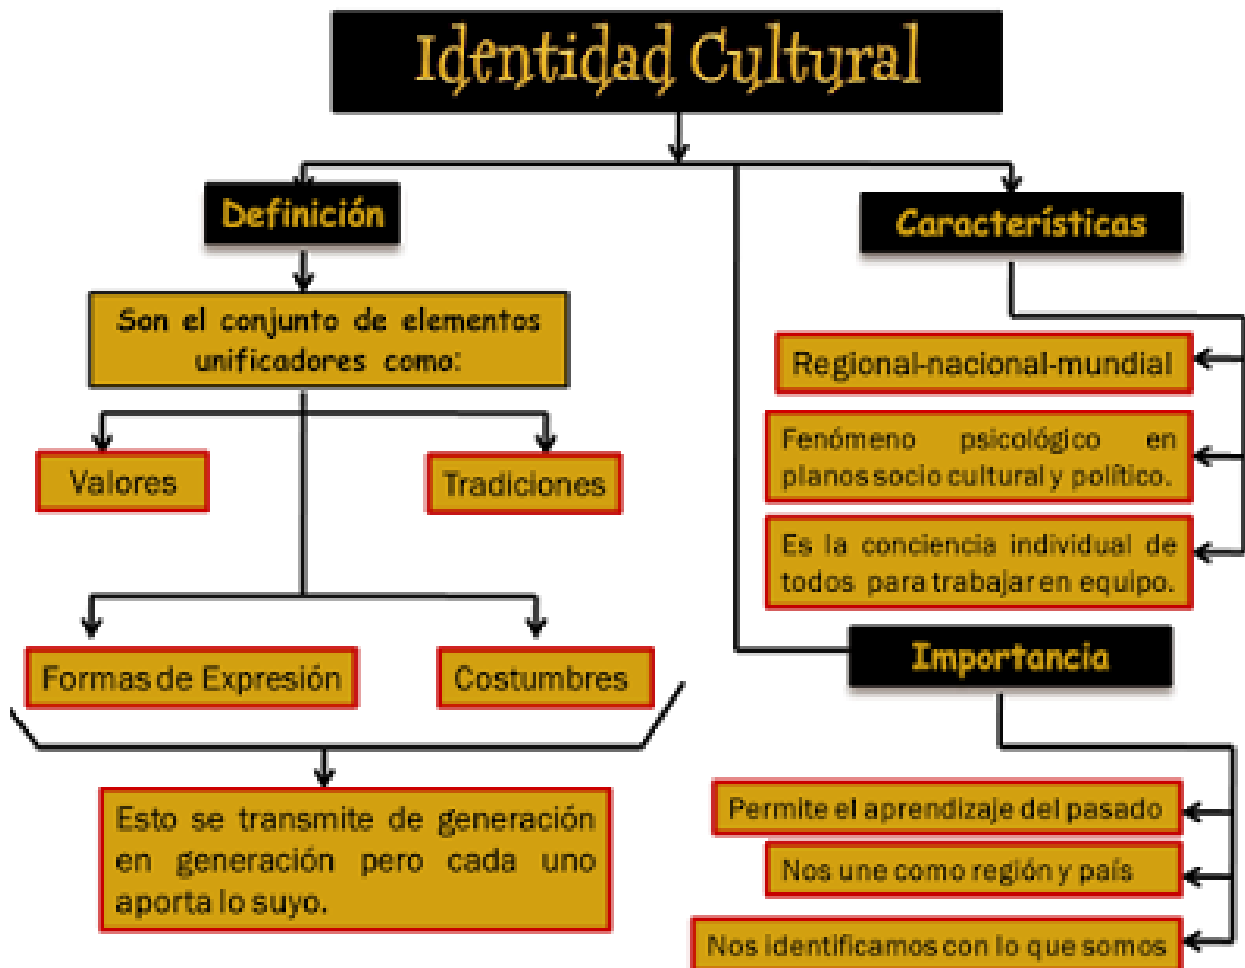 Identidad Cultural
Definición
Son el conjunto de elementos
unificadores como:
Valores
Tradiciones
Formas de Expresión
Costumbres
Esto se transmite de generación
en generación pero cada uno
aporta lo suyo.
Características
Regional-nacional-mundial
Fenómeno psicológico en
planos socio cultural y político.
Es la conciencia individual de
todos para trabajar en equipo.
Importancia
Permite el aprendizaje del pasado
Nos une como región y país
Nos identificamos con lo que somos